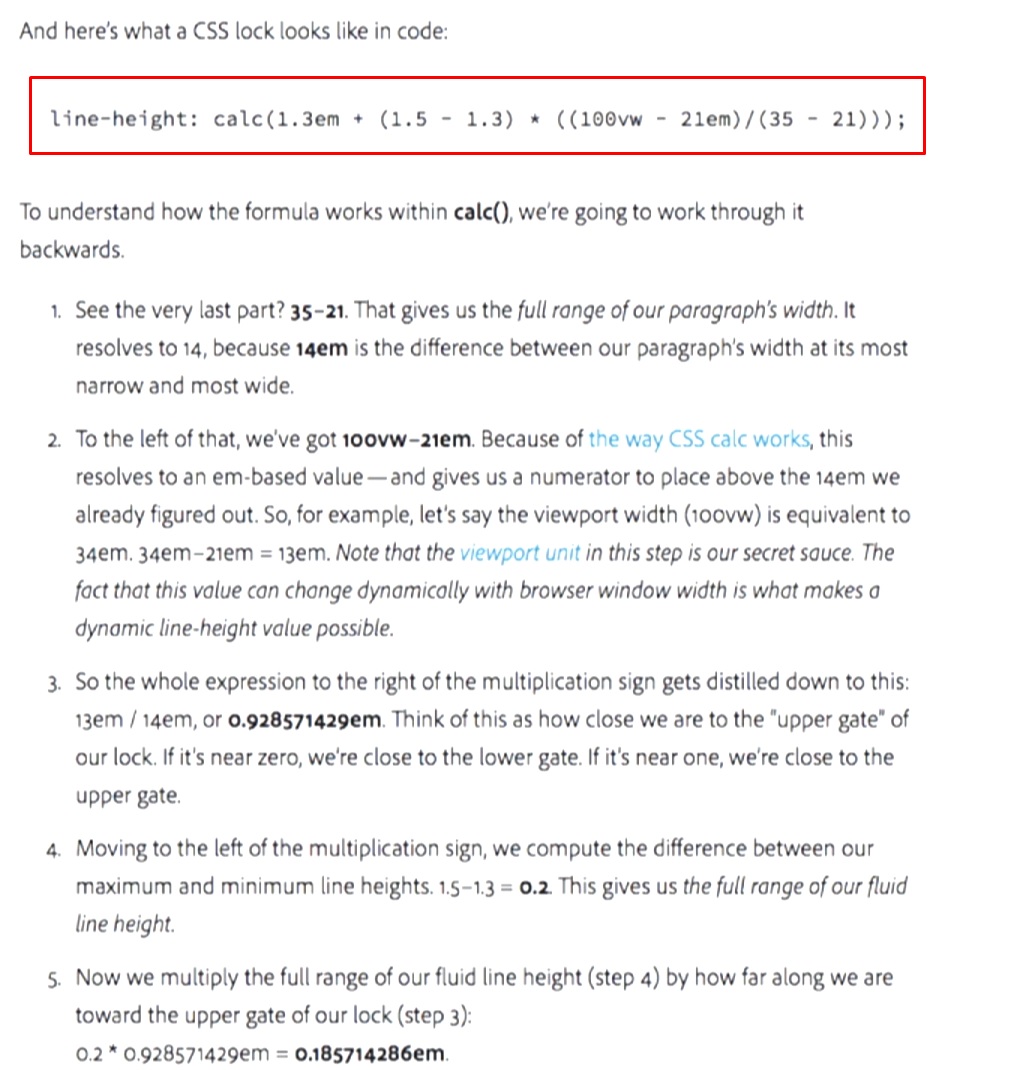 And here's what a CSS lock looks like in code:
line-height: calc(1.3em + (1.5 - 1.3) * ((100vw - 21em)/(35 - 21)));
To understand how the formula works within calc(), we're going to work through it
backwards.
1. See the very last part? 35–21. That gives us the full range of our paragraph's width. It
resolves to 14, because 14em is the difference between our paragraph's width at its most
narrow and most wide.
2. To the left of that, we've got 100vw–21em. Because of the way CSS calc works, this
resolves to an em-based value — and gives us a numerator to place above the 14em we
already figured out. So, for example, let's say the viewport width (100vw) is equivalent to
34em. 34em–21em = 13em. Note that the viewport unit in this step is our secret sauce. The
fact that this value can change dynamically with browser window width is what makes a
dynamic line-height value possible.
3. So the whole expression to the right of the multiplication sign gets distilled down to this:
13em / 14em, or 0.928571429em. Think of this as how close we are to the "upper gate" of
our lock. If it's near zero, we're close to the lower gate. If it's near one, we're close to the
upper gate.
4. Moving to the left of the multiplication sign, we compute the difference between our
maximum and minimum line heights. 1.5–1.3 = 0.2. This gives us the full range of our fluid
line height.
5. Now we multiply the full range of our fluid line height (step 4) by how far along we are
toward the upper gate of our lock (step 3):
0.2 * 0.928571429em = 0.185714286em.